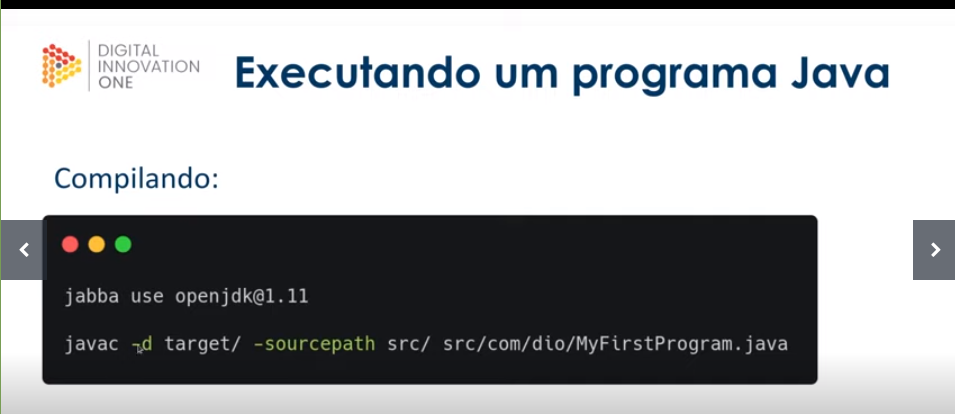 DIGITAL
INNOVATION
ONE
Executando um programa Java
Compilando:
jabba use openjdk@1.11
javac -d target/ -sourcepath src/ src/com/dio/MyFirstProgram.java